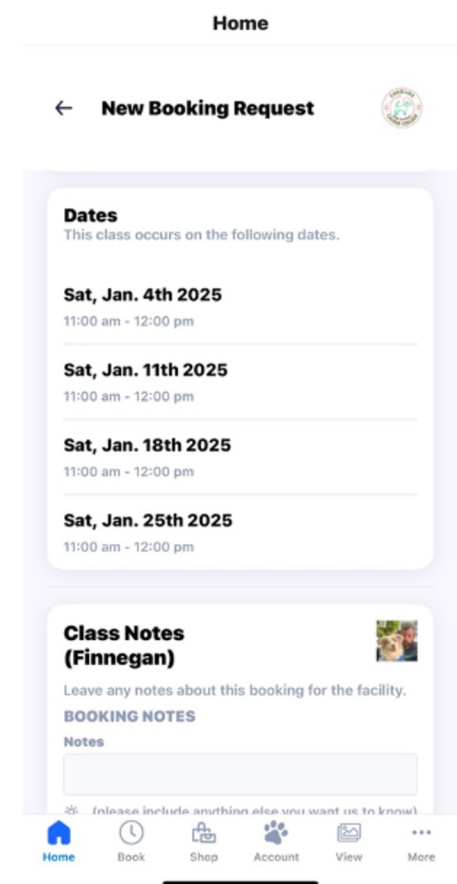 Home
New Booking Request
Dates
This class occurs on the following dates.
Sat, Jan. 4th 2025
11:00 am - 12:00 pm
Sat, Jan. 11th 2025
11:00 am - 12:00 pm
Sat, Jan. 18th 2025
11:00 am - 12:00 pm
Sat, Jan. 25th 2025
11:00 am - 12:00 pm
Class Notes
(Finnegan)
Leave any notes about this booking for the facility.
BOOKING NOTES
Notes
(please include anything else you want us to know)
Home Book Shop Account View More